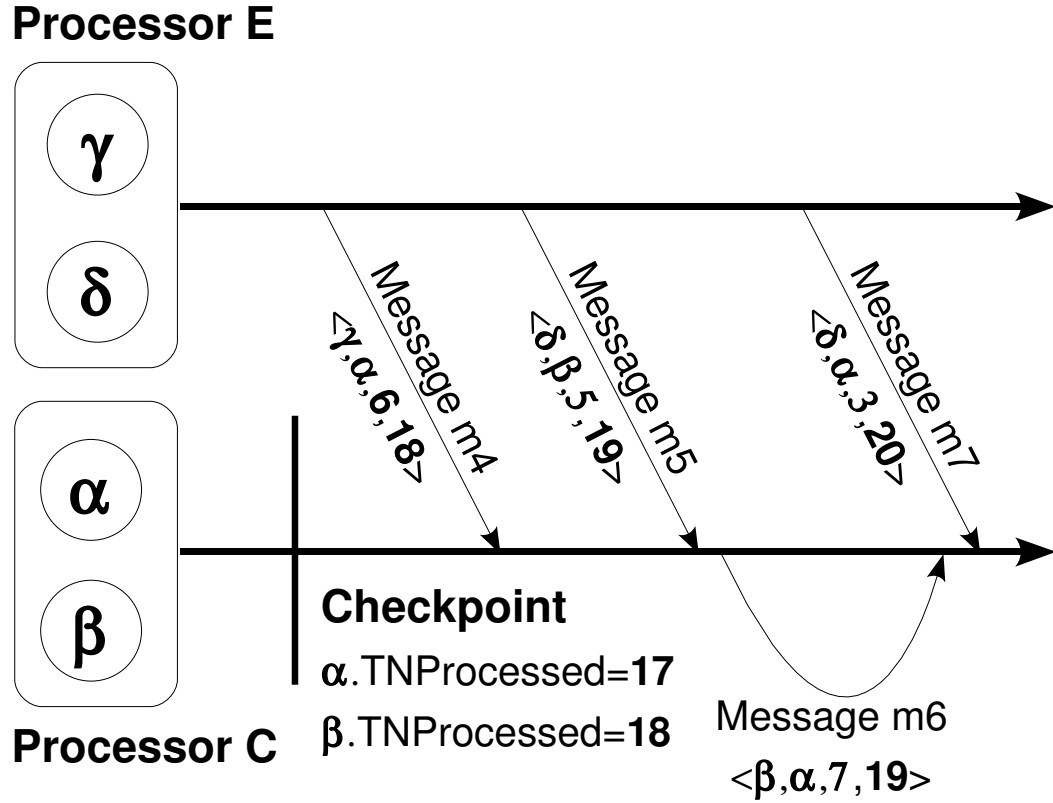 Processor E
γ
δ
Message m4
<γ,α,6,18>
Message m5
<δ,β,5,19>
Message m7
<δ,α,3,20>
α
β
Checkpoint
α.TNProcessed=17
β.TNProcessed=18
Processor C
Message m6
<β,α,7,19>